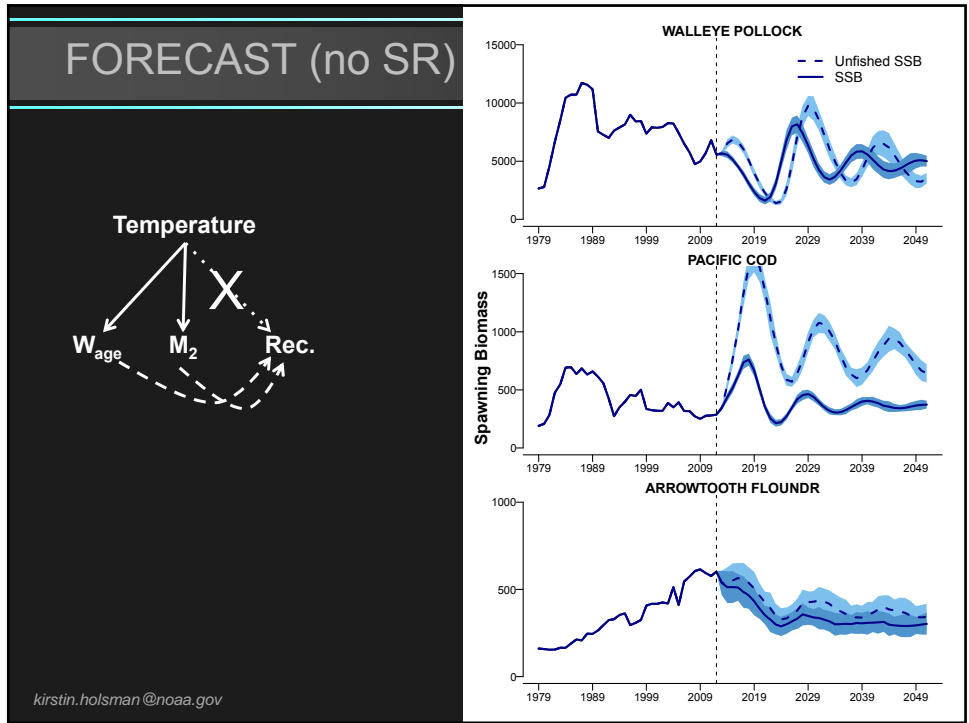 FORECAST (no SR)
Temperature
X
Wage M2 Rec.
kirstin.holsman@noaa.gov
Spawning Biomass
WALLEYE POLLOCK
Unfished SSB
SSB
15000
10000
5000
0
1979 1989 1999 2009 2019 2029 2039 2049
PACIFIC COD
1500
1000
500
0
1979 1989 1999 2009 2019 2029 2039 2049
ARROWTOOTH FLOUNDR
1000
500
0
1979 1989 1999 2009 2019 2029 2039 2049